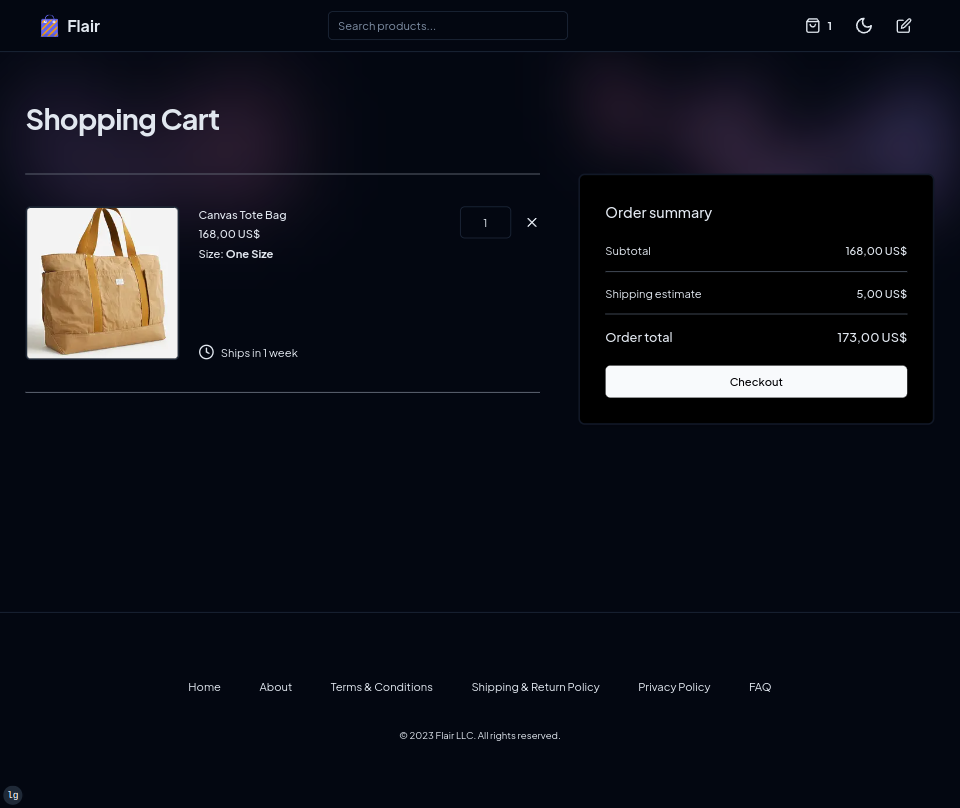 Flair
Search products...
1
Shopping Cart
Canvas Tote Bag
168,00 US$
Size: One Size
1
Ships in 1 week
Order summary
Subtotal 168,00 US$
Shipping estimate 5,00 US$
Order total 173,00 US$
Checkout
Home About Terms & Conditions Shipping & Return Policy Privacy Policy FAQ
© 2023 Flair LLC. All rights reserved.
lg